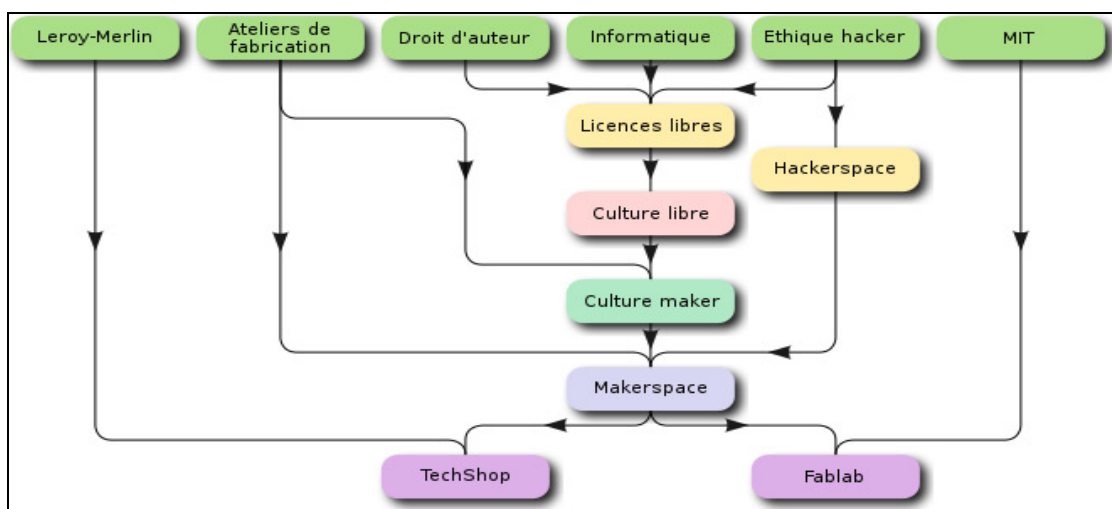 Leroy-Merlin
Ateliers de
fabrication
Droit d'auteur
Informatique
Ethique hacker
MIT
Licences libres
Hackerspace
Culture libre
Culture maker
Makerspace
TechShop
Fablab